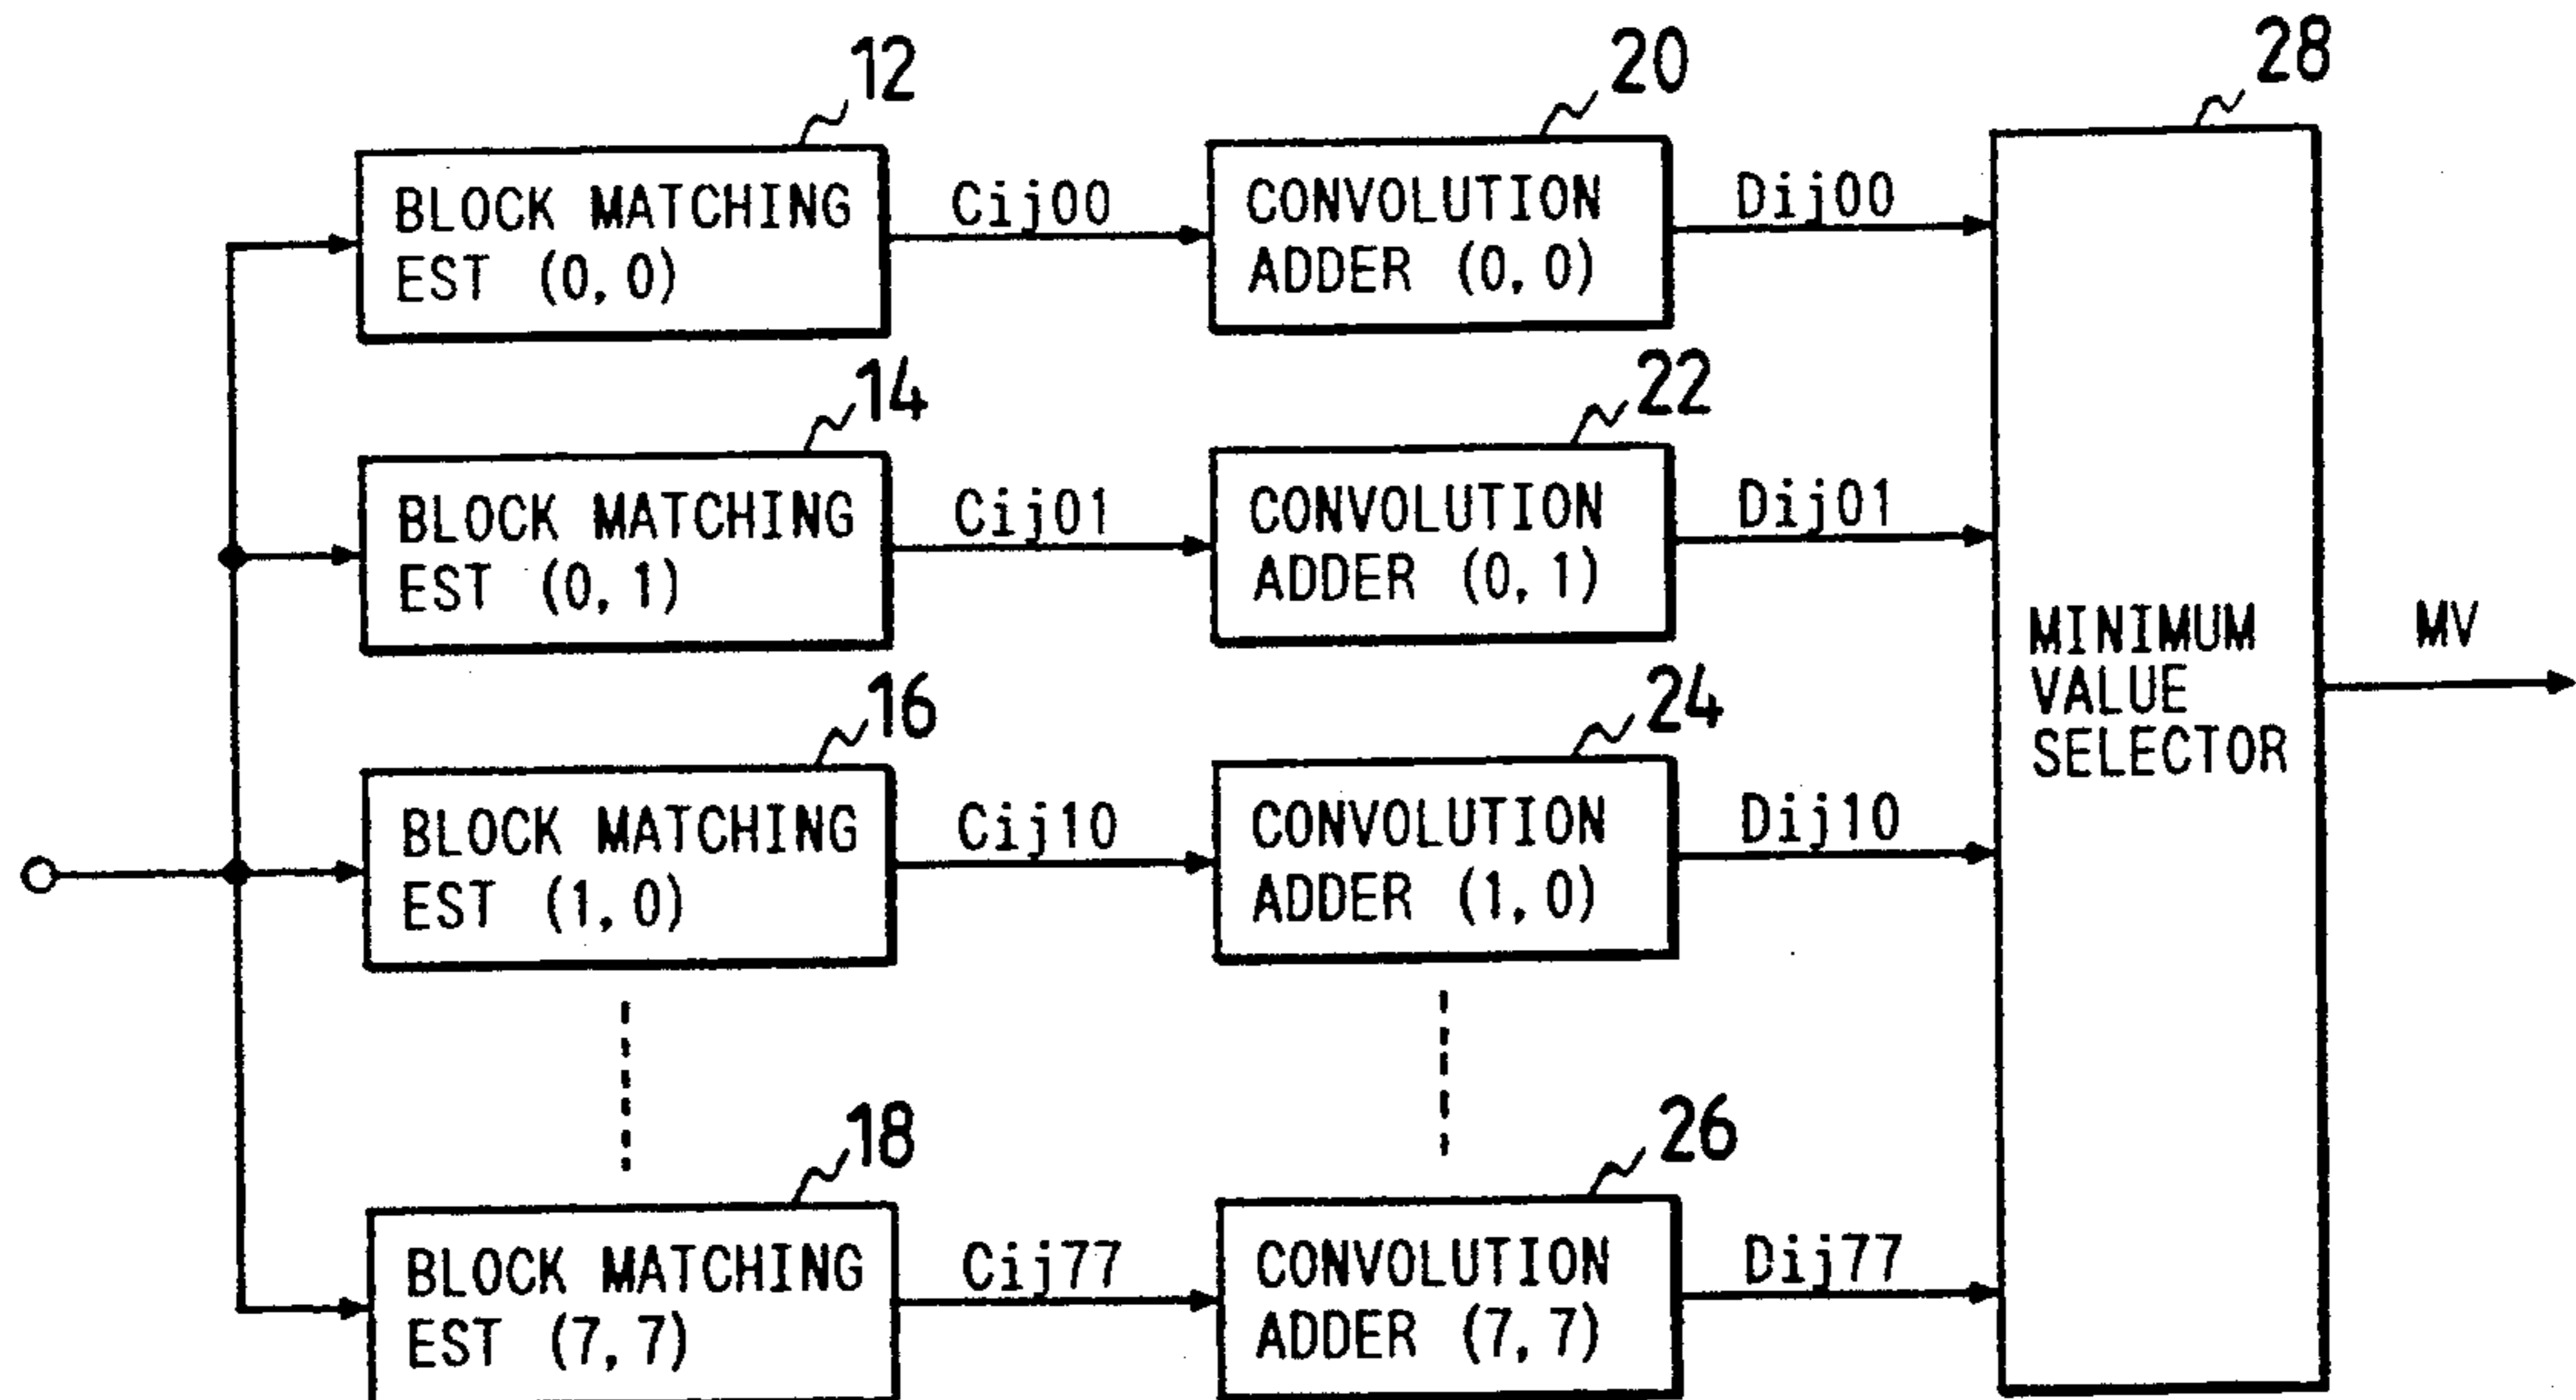 12
20
28
BLOCK MATCHING
EST (0,0)
Cij00
CONVOLUTION
ADDER (0,0)
Dij00
14
22
BLOCK MATCHING
EST (0,1)
Cij01
CONVOLUTION
ADDER (0,1)
Dij01
MINIMUM
VALUE
SELECTOR
MV
16
24
BLOCK MATCHING
EST (1,0)
Cij10
CONVOLUTION
ADDER (1,0)
Dij10
18
26
BLOCK MATCHING
EST (7,7)
Cij77
CONVOLUTION
ADDER (7,7)
Dij77